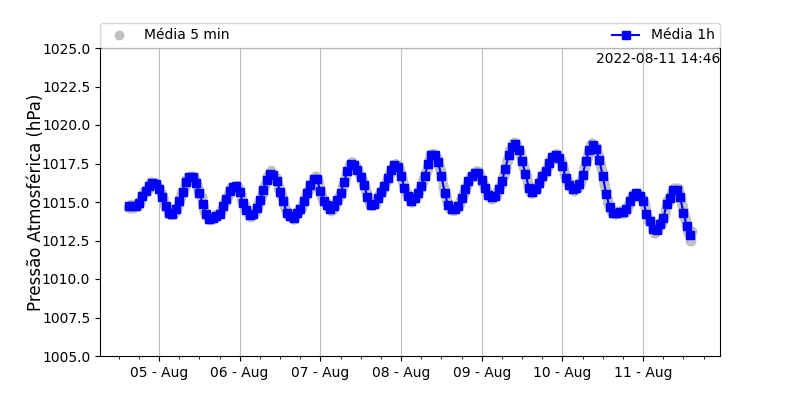 Média 5 min
Média 1h
2022-08-11 14:46
Pressão Atmosférica (hPa)
1025.0
1022.5
1020.0
1017.5
1015.0
1012.5
1010.0
1007.5
1005.0
05 - Aug
06 - Aug
07 - Aug
08 - Aug
09 - Aug
10 - Aug
11 - Aug